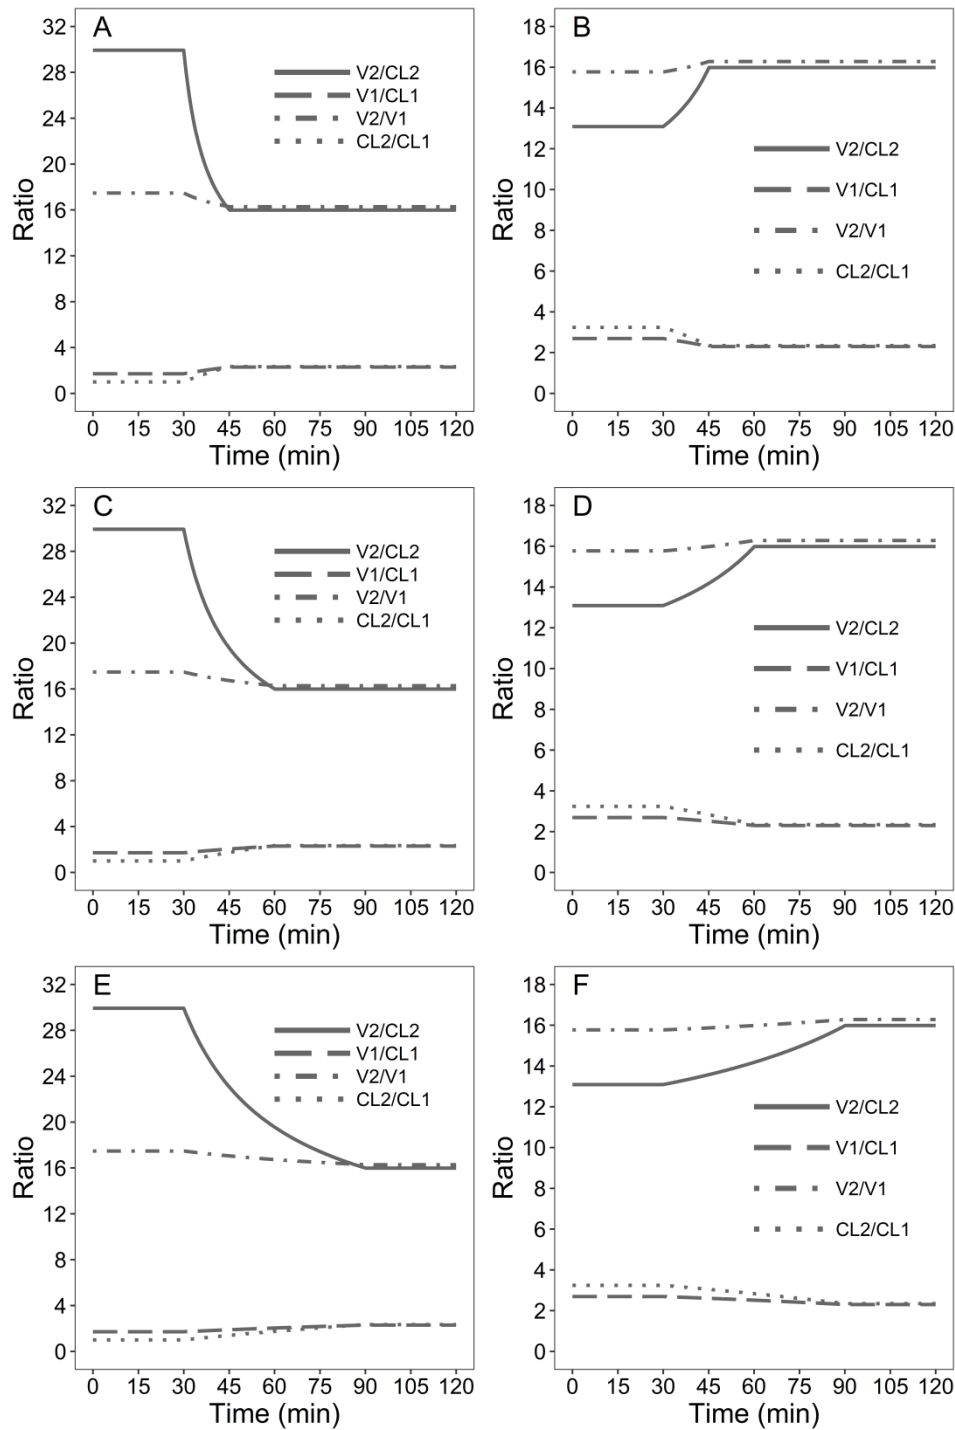 A
Ratio
32
28
24
20
16
12
8
4
0
V2/CL2
V1/CL1
V2/V1
CL2/CL1
0 15 30 45 60 75 90 105 120
Time (min)
B
Ratio
18
16
14
12
10
8
6
4
2
0
V2/CL2
V1/CL1
V2/V1
CL2/CL1
0 15 30 45 60 75 90 105 120
Time (min)
C
Ratio
32
28
24
20
16
12
8
4
0
V2/CL2
V1/CL1
V2/V1
CL2/CL1
0 15 30 45 60 75 90 105 120
Time (min)
D
Ratio
18
16
14
12
10
8
6
4
2
0
V2/CL2
V1/CL1
V2/V1
CL2/CL1
0 15 30 45 60 75 90 105 120
Time (min)
E
Ratio
32
28
24
20
16
12
8
4
0
V2/CL2
V1/CL1
V2/V1
CL2/CL1
0 15 30 45 60 75 90 105 120
Time (min)
F
Ratio
18
16
14
12
10
8
6
4
2
0
V2/CL2
V1/CL1
V2/V1
CL2/CL1
0 15 30 45 60 75 90 105 120
Time (min)